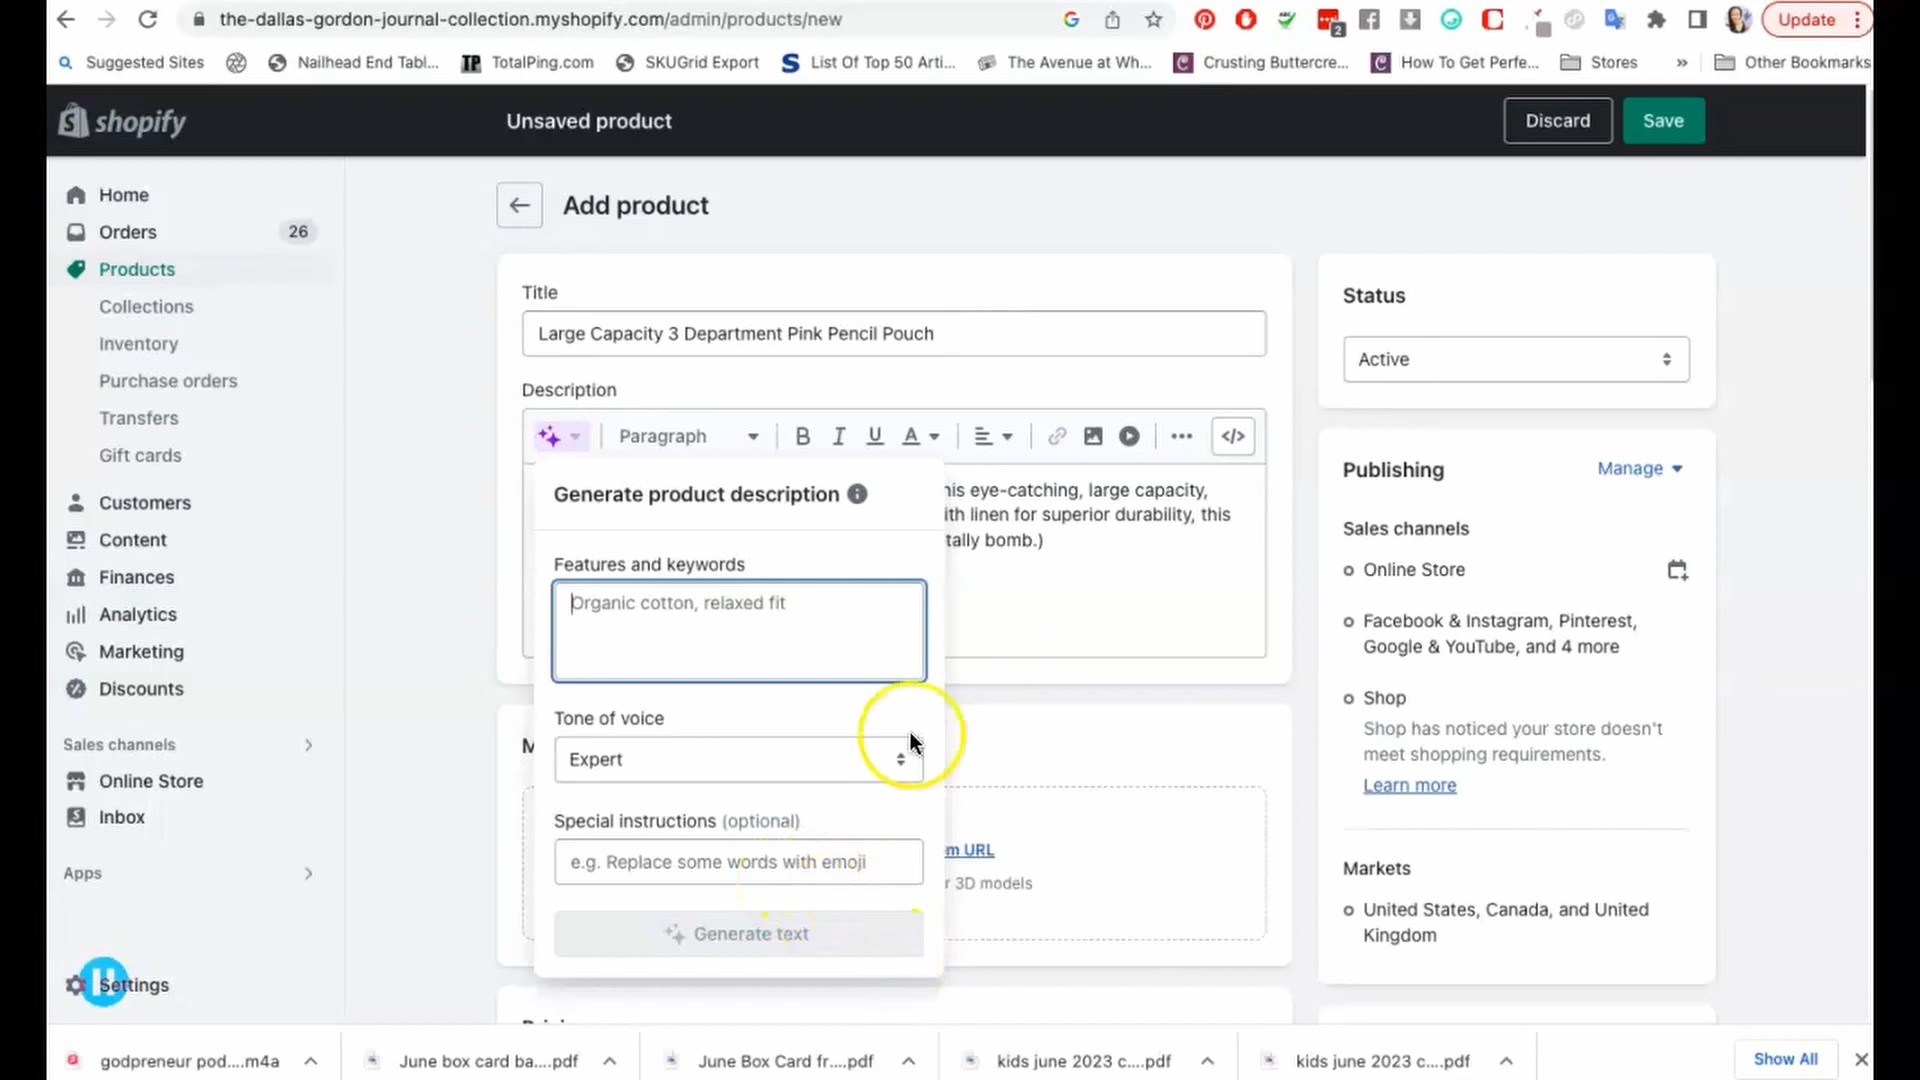 the-dallas-gordon-journal-collection.myshopify.com/admin/products/new
2
Update
Suggested Sites
Nailhead End Tabl...
TP
TotalPing.com
SKUGrid Export
List Of Top 50 Arti...
The Avenue at Wh...
Crusting Buttercre...
How To Get Perfe...
Stores
»
Other Bookmarks
shopify
Unsaved product
Discard
Save
Home
Orders
26
Products
Collections
Inventory
Purchase orders
Transfers
Gift cards
Customers
Content
Finances
Analytics
Marketing
Discounts
Sales channels
Online Store
Inbox
Apps
Settings
Add product
Title
Large Capacity 3 Department Pink Pencil Pouch
Description
Paragraph
B I U A
</>
his eye-catching, large capacity,
ith linen for superior durability, this
tally bomb.)
Generate product description
Features and keywords
Organic cotton, relaxed fit
Tone of voice
Expert
Special instructions (optional)
e.g. Replace some words with emoji
Generate text
M
m URL
r 3D models
Status
Active
Publishing
Manage
Sales channels
Online Store
Facebook & Instagram, Pinterest,
Google & YouTube, and 4 more
Shop
Shop has noticed your store doesn't
meet shopping requirements.
Learn more
Markets
United States, Canada, and United
Kingdom
godpreneur pod....m4a
June box card ba....pdf
June Box Card fr....pdf
kids june 2023 c....pdf
kids june 2023 c....pdf
Show All